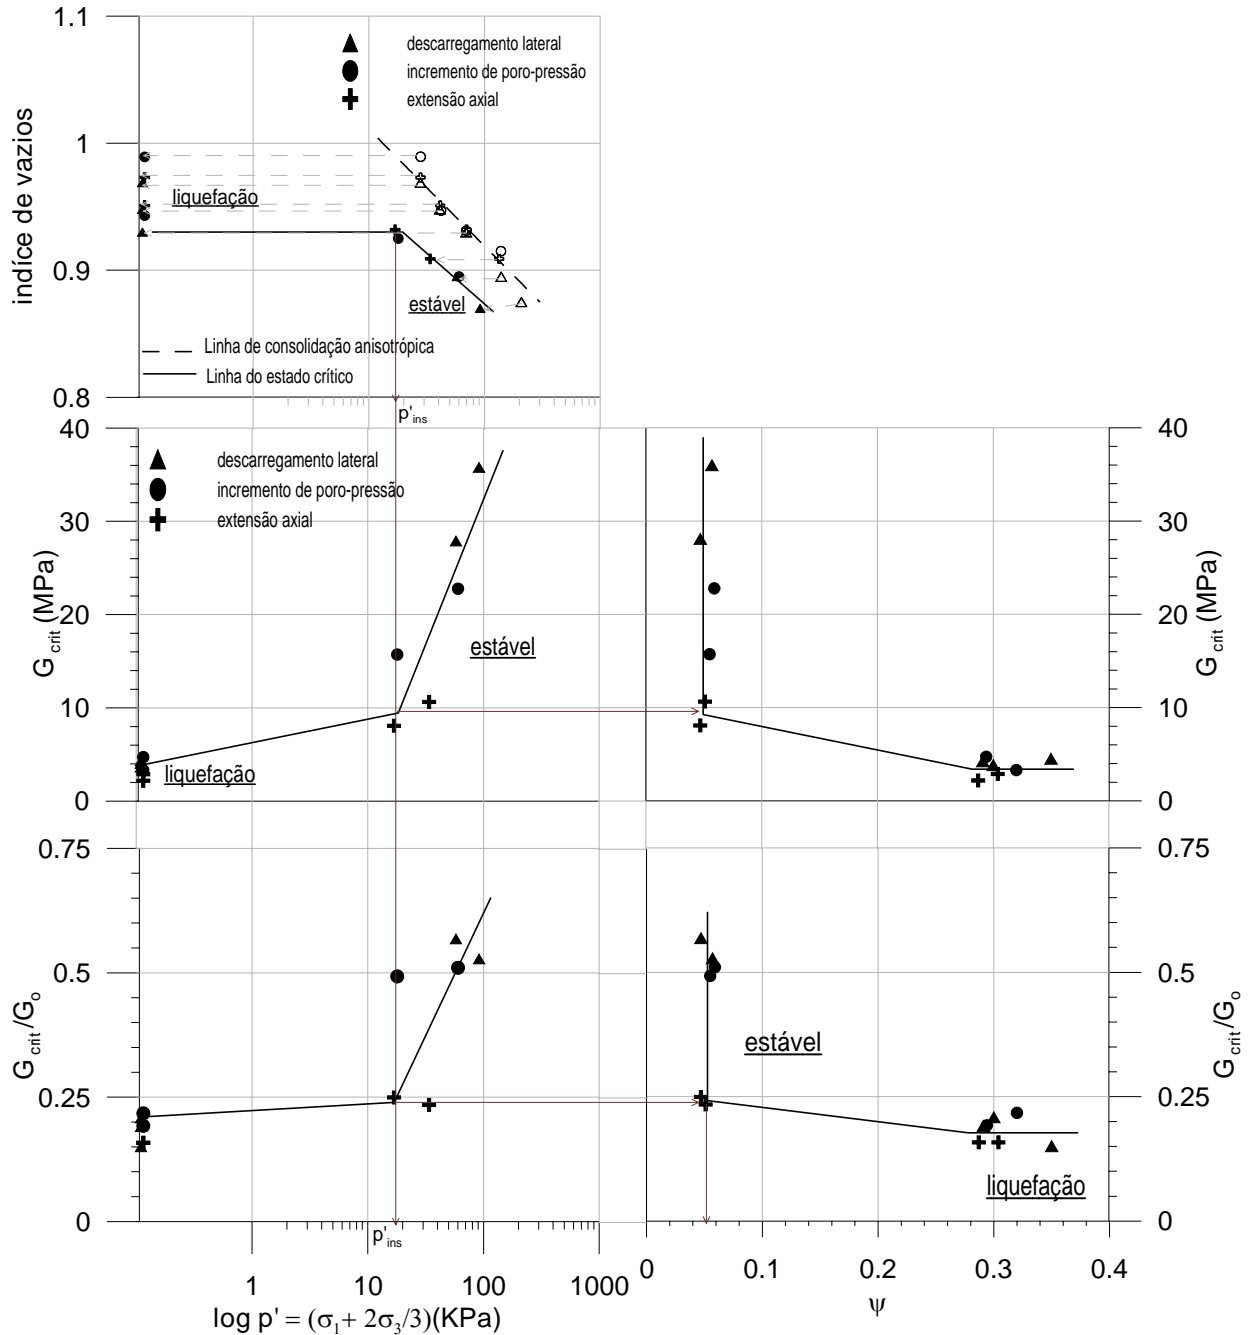 1.1
1
0.9
0.8
indíce de vazios
descarregamento lateral
incremento de poro-pressão
extensão axial
liquefação
estável
Linha de consolidação anisotrópica
Linha do estado crítico
p'ins
40
30
20
10
0
G crit (MPa)
descarregamento lateral
incremento de poro-pressão
extensão axial
estável
liquefação
40
30
20
10
0
G crit (MPa)
0.75
0.5
0.25
0
G crit /Go
p'ins
1 10 100 1000
log p' = (σ1+ 2σ3/3)(KPa)
estável
liquefação
0.75
0.5
0.25
0
G crit /Go
0 0.1 0.2 0.3 0.4
ψ